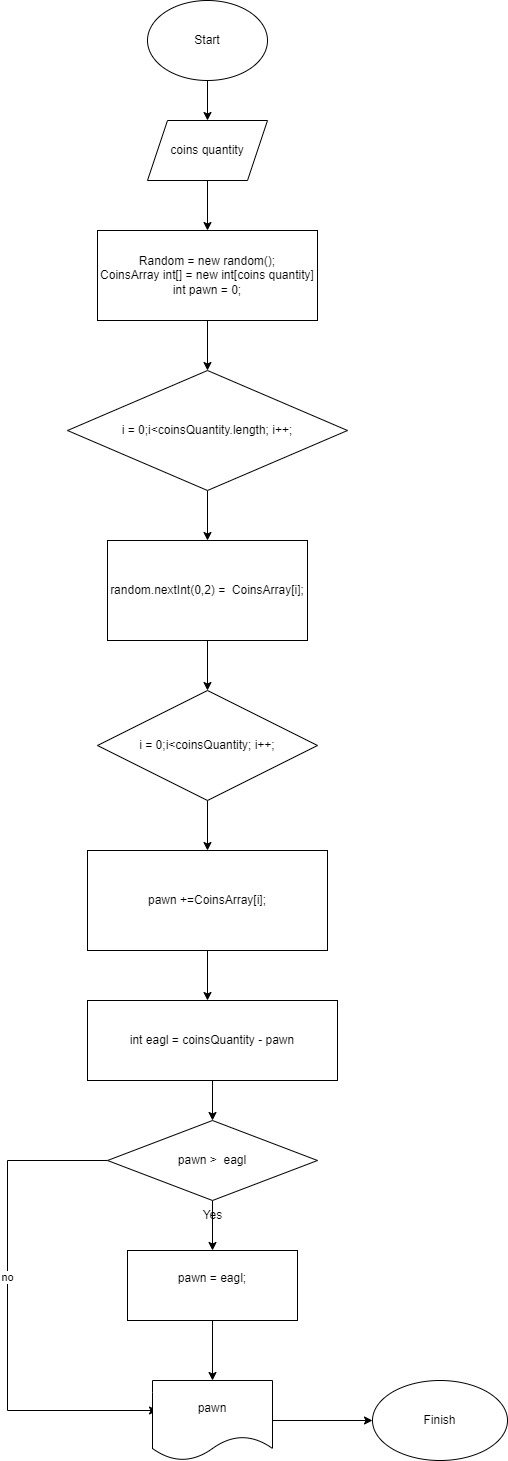 Start
coins quantity
Random = new random();
CoinsArray int[] = new int[coins quantity]
int pawn = 0;
i = 0;i<coinsQuantity.length; i++;
random.nextInt(0,2) = CoinsArray[i];
i = 0;i<coinsQuantity; i++;
pawn +=CoinsArray[i];
int eagl = coinsQuantity - pawn
pawn > eagl
Yes
no
pawn = eagl;
pawn
Finish